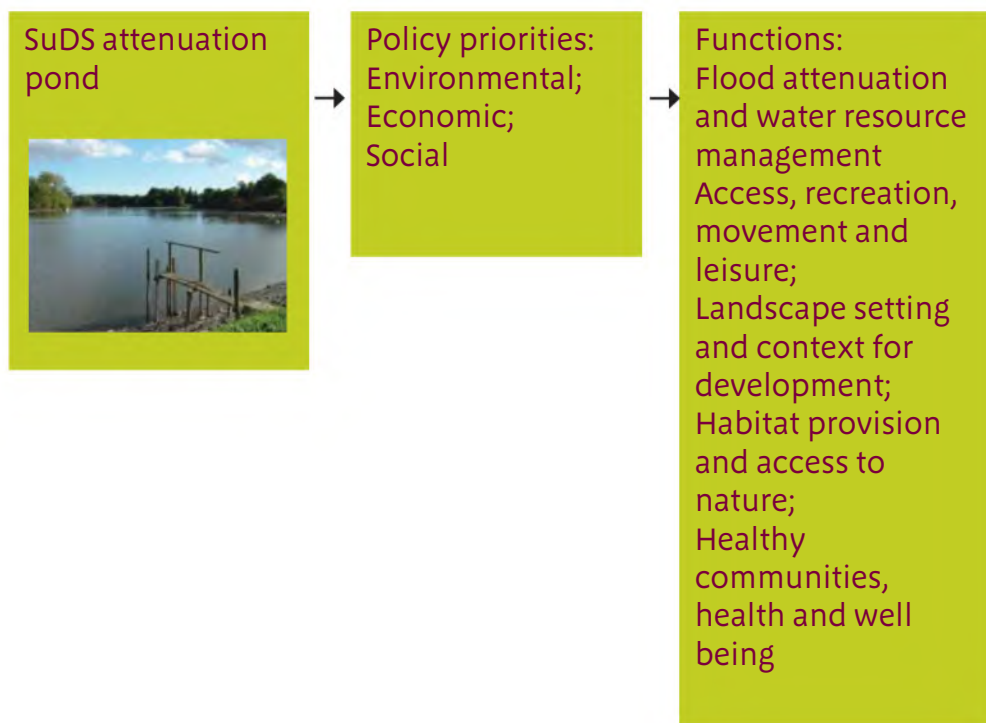 SuDS attenuation
pond
Policy priorities:
Environmental;
Economic;
Social
Functions:
Flood attenuation
and water resource
management
Access, recreation,
movement and
leisure;
Landscape setting
and context for
development;
Habitat provision
and access to
nature;
Healthy
communities,
health and well
being